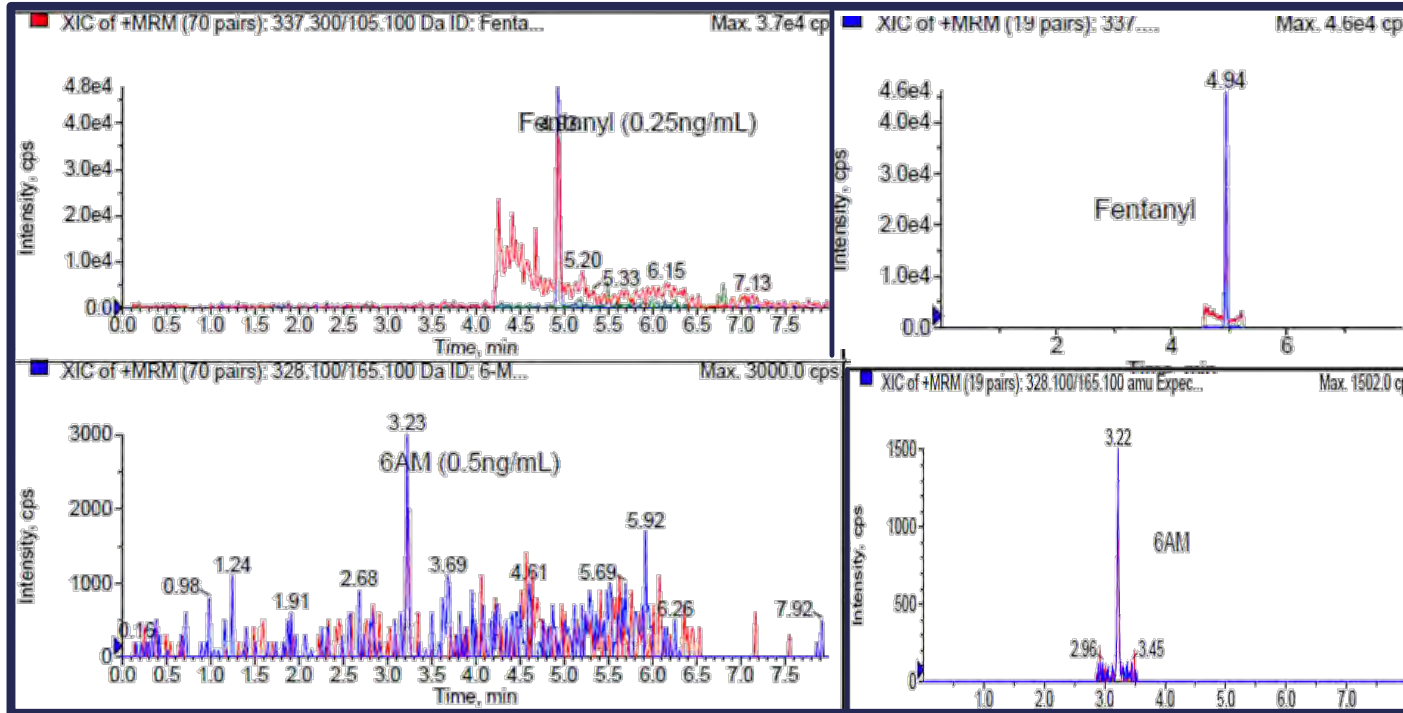 XIC of +MRM (70 pairs): 337.300/105.100 Da ID: Fenta... Max. 3.7e4 cp
4.8e4
4.0e4
3.0e4
2.0e4
1.0e4
0.0
Intensity, cps
Fentanyl (0.25ng/mL)
4.93
5.20
5.33
6.15
7.13
0.0 0.5 1.0 1.5 2.0 2.5 3.0 3.5 4.0 4.5 5.0 5.5 6.0 6.5 7.0 7.5
Time, min
XIC of +MRM (19 pairs): 337.... Max. 4.6e4 cp
4.6e4
4.0e4
3.0e4
2.0e4
1.0e4
0.0
Intensity, cps
4.94
Fentanyl
2 4 6
Time, min
XIC of +MRM (70 pairs): 328.100/165.100 Da ID: 6-M... Max. 3000.0 cps
3000
2000
1000
0
Intensity, cps
3.23
6AM (0.5ng/mL)
0.16
0.98
1.24
1.91
2.68
3.69
4.61
5.69
5.92
6.26
7.92
0.0 0.5 1.0 1.5 2.0 2.5 3.0 3.5 4.0 4.5 5.0 5.5 6.0 6.5 7.0 7.5
Time, min
XIC of +MRM (19 pairs): 328.100/165.100 amu Expec... Max. 1502.0 cp
1500
1000
500
0
Intensity, cps
3.22
6AM
2.96
3.45
1.0 2.0 3.0 4.0 5.0 6.0 7.0